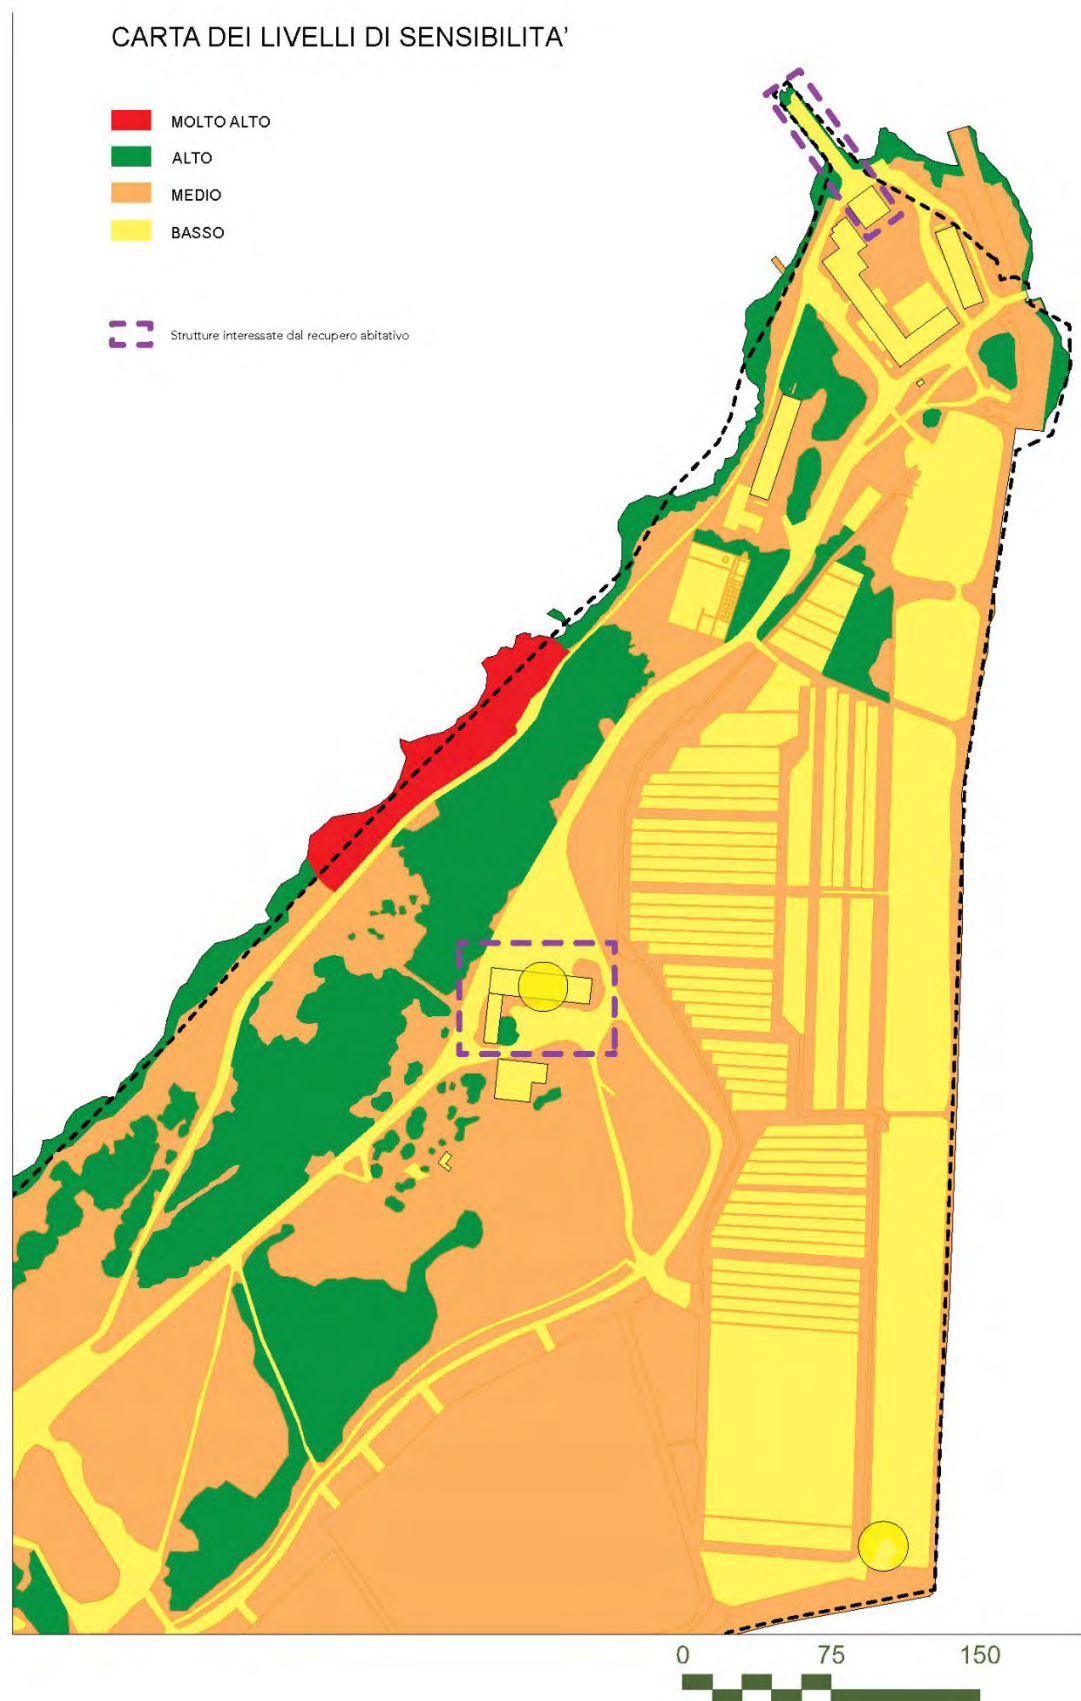 CARTA DEI LIVELLI DI SENSIBILITA'
MOLTO ALTO
ALTO
MEDIO
BASSO
Strutture interessate dal recupero abitativo
0 75 150